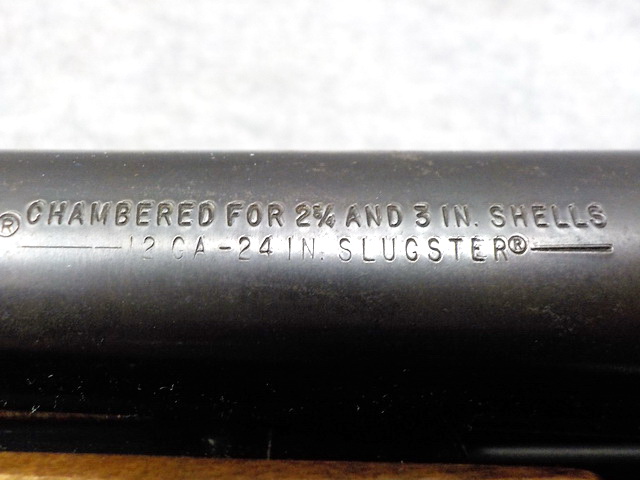 ® CHAMBERED FOR 2¾ AND 3 IN. SHELLS
12 GA-24 IN. SLUGSTER®